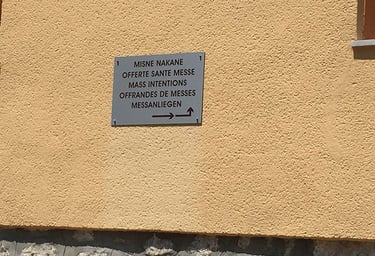 MISNE NAKANE
OFFERTE SANTE MESSE
MASS INTENTIONS
OFFRANDES DE MESSES
MESSANLIEGEN